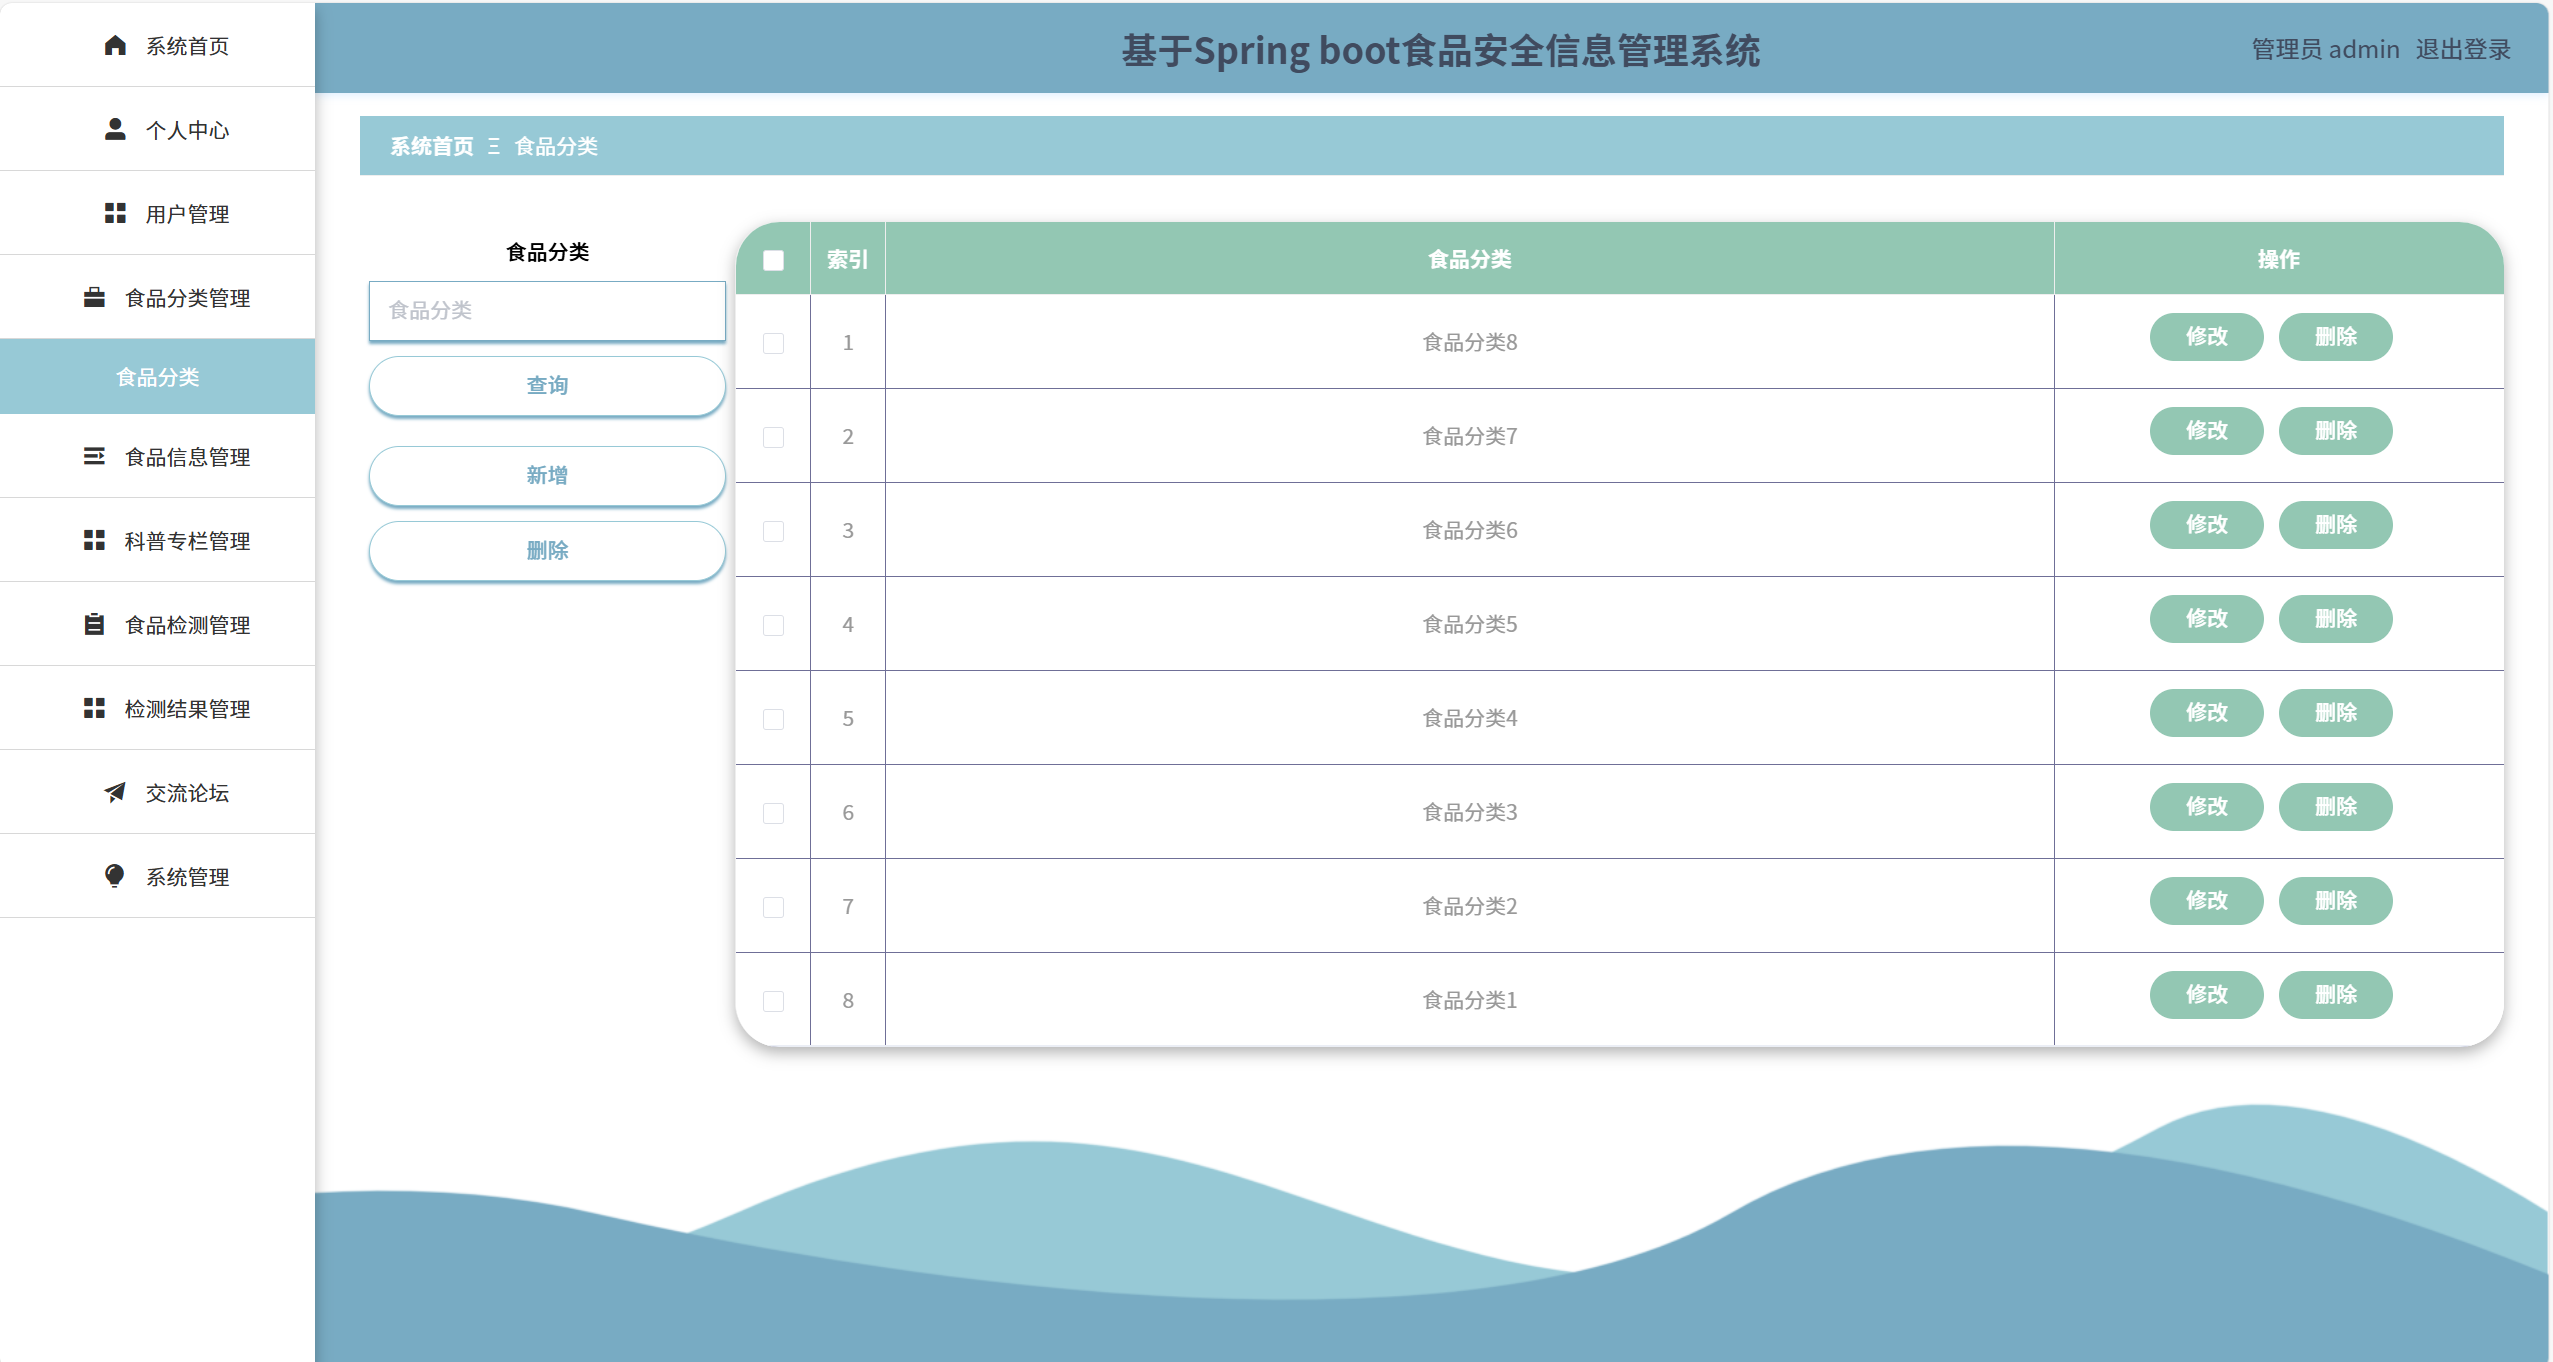 基于Spring boot食品安全信息管理系统
管理员 admin 退出登录
系统首页
个人中心
用户管理
食品分类管理
食品分类
食品信息管理
科普专栏管理
食品检测管理
检测结果管理
交流论坛
系统管理
系统首页 Ξ 食品分类
食品分类
食品分类
查询
新增
删除
索引 食品分类 操作
1 食品分类8 修改 删除
2 食品分类7 修改 删除
3 食品分类6 修改 删除
4 食品分类5 修改 删除
5 食品分类4 修改 删除
6 食品分类3 修改 删除
7 食品分类2 修改 删除
8 食品分类1 修改 删除